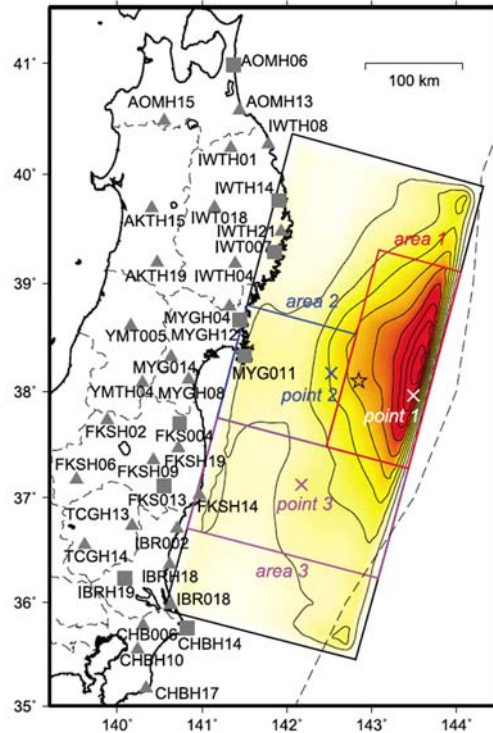 41°
AOMH06
100 km
AOMH15
AOMH13
IWTH08
40°
IWTH01
IWTH14
AKTH15
IWT018
IWTH21
IWT007
area 1
39°
AKTH19
IWTH04
area 2
MYGH04
YMT005
MYGH12
MYG014
MYG011
38°
YMTH04
MYGH08
point 2
point 1
FKSH02
FKS004
FKSH19
FKSH06
FKSH09
37°
FKS013
FKSH14
point 3
TCGH13
IBR002
TCGH14
area 3
IBRH18
36°
IBRH19
IBR018
CHB006
CHBH14
CHBH10
CHBH17
35°
140°
141°
142°
143°
144°